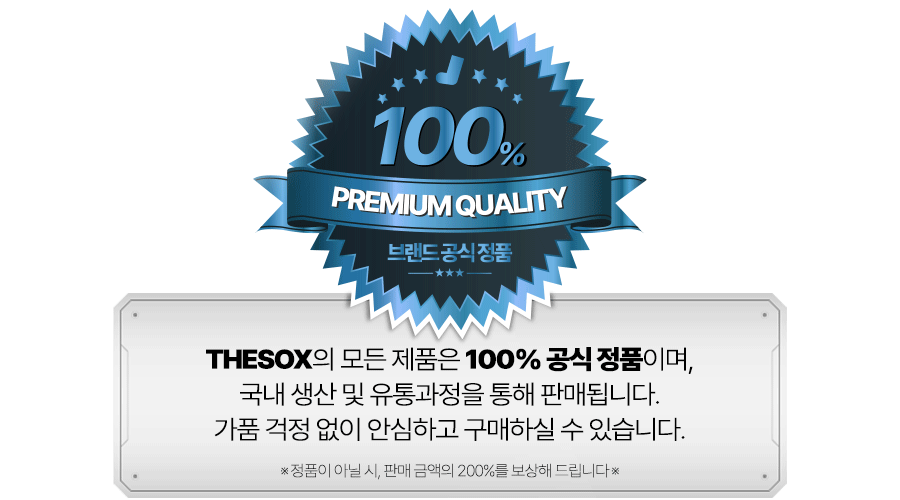 100%
PREMIUM QUALITY
브랜드 공식 정품
THESOX의 모든 제품은 100% 공식 정품이며,
국내 생산 및 유통과정을 통해 판매됩니다.
가품 걱정 없이 안심하고 구매하실 수 있습니다.
※ 정품이 아닐 시, 판매 금액의 200%를 보상해 드립니다 ※